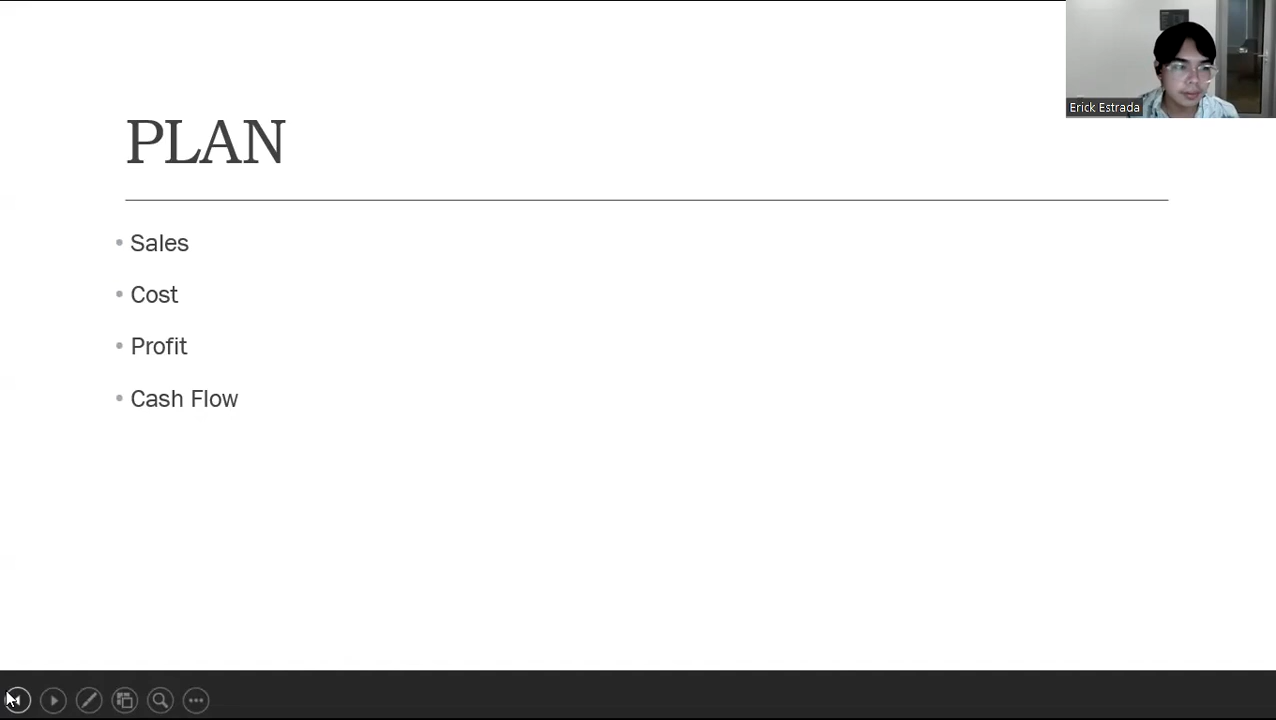 PLAN
Sales
Cost
Profit
Cash Flow
Erick Estrada